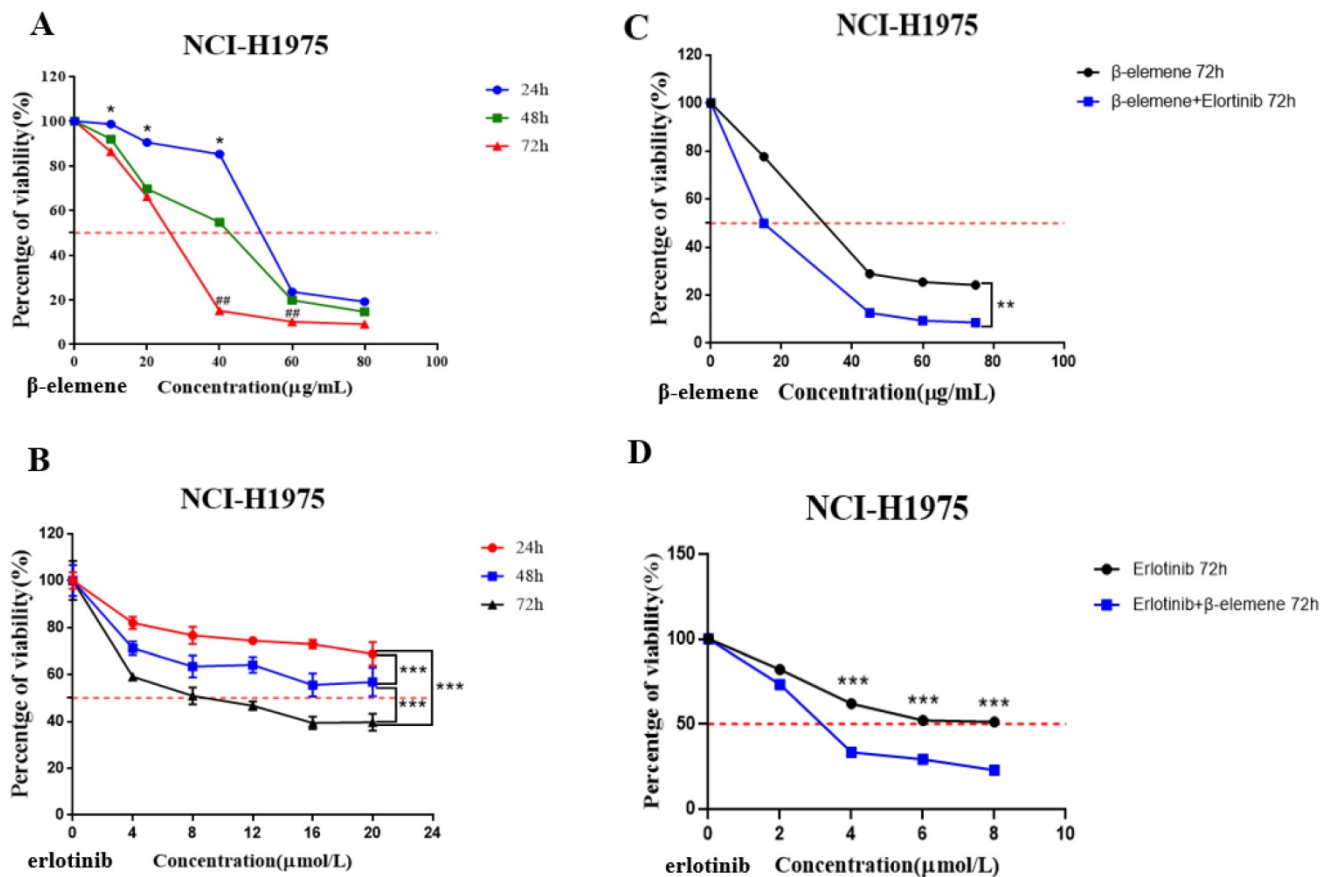 A
NCI-H1975
Percentge of viability(%)
120
100
80
60
40
20
0
0 20 40 60 80 100
* * *
## ##
24h
48h
72h
β-elemene Concentration(μg/mL)
C
NCI-H1975
Percentge of viability(%)
120
100
80
60
40
20
0
0 20 40 60 80 100
**
β-elemene 72h
β-elemene+Elortinib 72h
β-elemene Concentration(μg/mL)
B
NCI-H1975
Percentge of viability(%)
120
100
80
60
40
20
0
0 4 8 12 16 20 24
***
***
***
24h
48h
72h
erlotinib Concentration(μmol/L)
D
NCI-H1975
Percentge of viability(%)
150
100
50
0
0 2 4 6 8 10
*** *** ***
Erlotinib 72h
Erlotinib+β-elemene 72h
erlotinib Concentration(μmol/L)